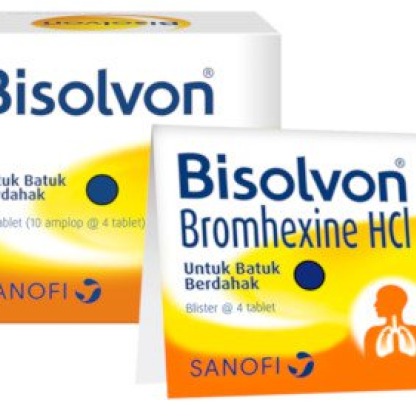 Bisolvon
Bisolvon®
Batuk
Berdahak
tablet (10 amplop @ 4 tablet)
SANOFI
Bisolvon®
Bromhexine HCl
Untuk Batuk
Berdahak
Blister @ 4 tablet
SANOFI